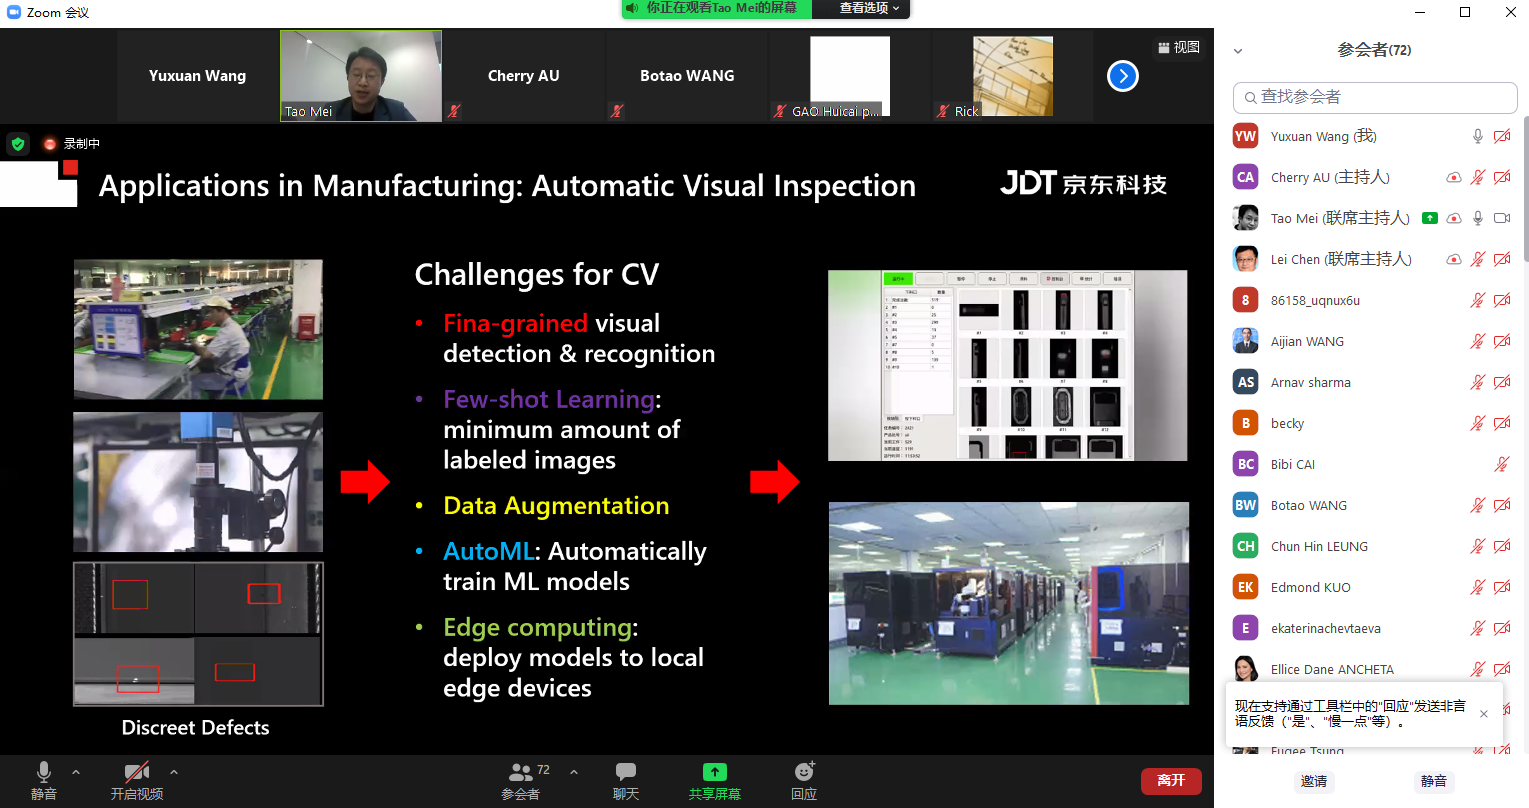 Zoom 会议
你正在观看Tao Mei的屏幕
查看选项
Yuxuan Wang
Tao Mei
Cherry AU
Botao WANG
GAO Huicai p...
Rick
视图
录制中
Applications in Manufacturing: Automatic Visual Inspection
JDT 京东科技
Challenges for CV
• Fina-grained visual
detection & recognition
• Few-shot Learning:
minimum amount of
labeled images
• Data Augmentation
• AutoML: Automatically
train ML models
• Edge computing:
deploy models to local
edge devices
Discreet Defects
静音
开启视频
72
参会者
聊天
共享屏幕
回应
离开
参会者(72)
查找参会者
YW Yuxuan Wang (我)
CA Cherry AU (主持人)
Tao Mei (联席主持人)
Lei Chen (联席主持人)
8 86158_uqnux6u
Aijian WANG
AS Arnav sharma
B becky
BC Bibi CAI
BW Botao WANG
CH Chun Hin LEUNG
EK Edmond KUO
E ekaterinachevtaeva
Ellice Dane ANCHETA
现在支持通过工具栏中的"回应"发送非言
语反馈（"是"、"慢一点"等）。
Fugee Tsung
邀请
静音